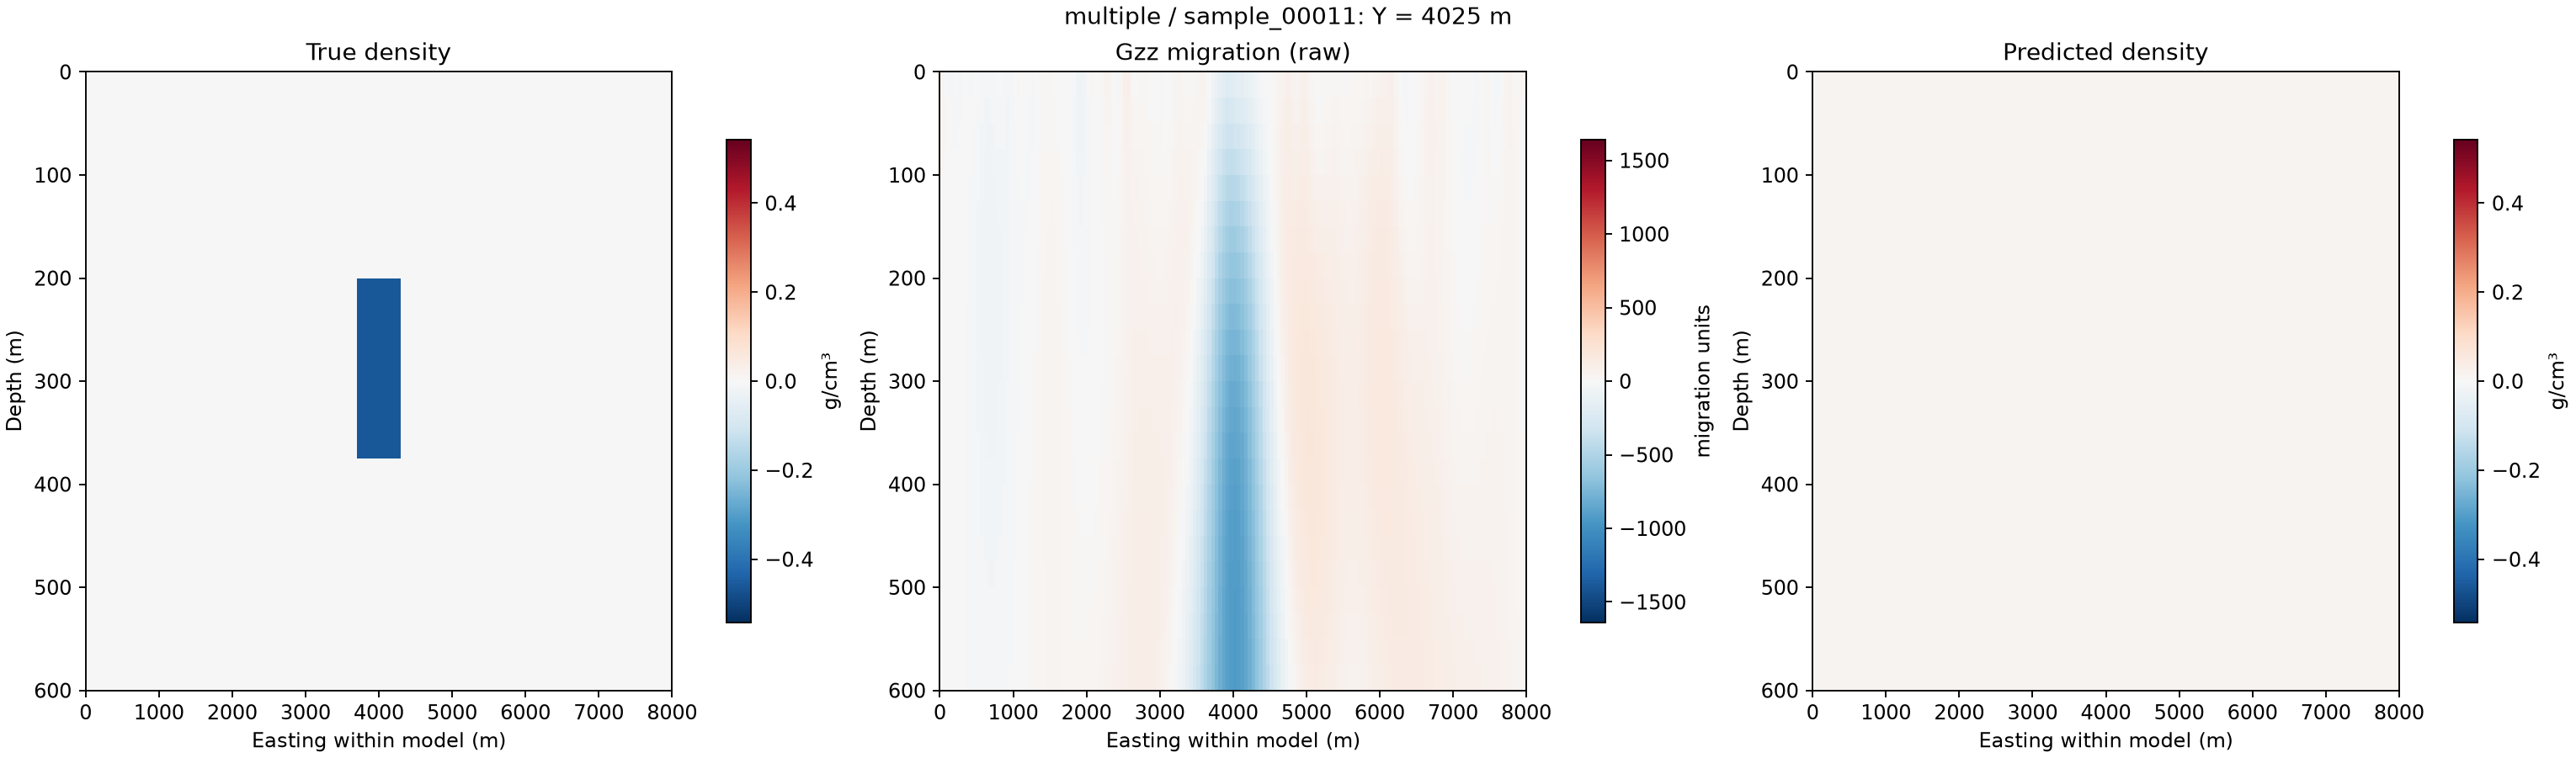 multiple / sample_00011: Y = 4025 m
True density
0
100
200
300
400
500
600
Depth (m)
0 1000 2000 3000 4000 5000 6000 7000 8000
Easting within model (m)
0.4
0.2
0.0
−0.2
−0.4
g/cm³
Gzz migration (raw)
0
100
200
300
400
500
600
Depth (m)
0 1000 2000 3000 4000 5000 6000 7000 8000
Easting within model (m)
1500
1000
500
0
−500
−1000
−1500
migration units
Predicted density
0
100
200
300
400
500
600
Depth (m)
0 1000 2000 3000 4000 5000 6000 7000 8000
Easting within model (m)
0.4
0.2
0.0
−0.2
−0.4
g/cm³